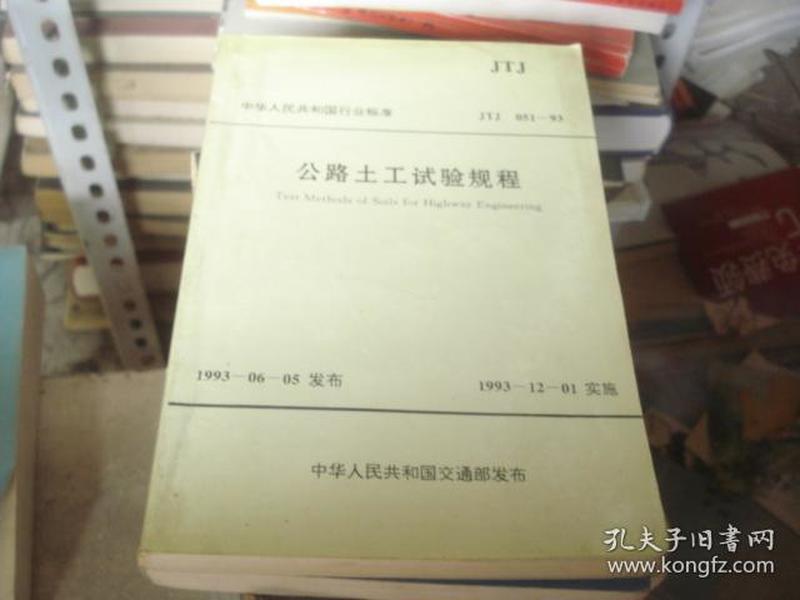 JTJ
中华人民共和国行业标准
JTJ 051-93
公路土工试验规程
Test Methods of Soils for Highway Engineering
1993-06-05 发布
1993-12-01 实施
中华人民共和国交通部发布
免费领
孔夫子旧书网
www.kongfz.com